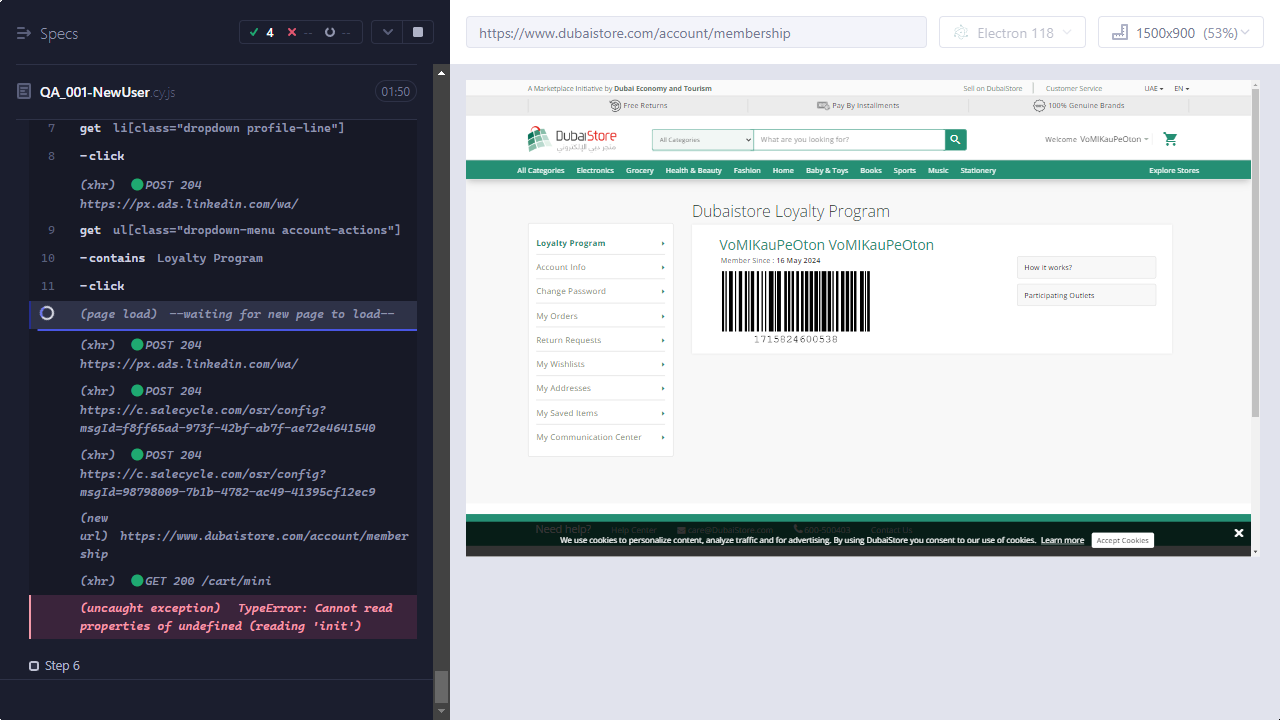 Specs
4
--
--
QA_001-NewUser.cy.js
01:50
7 get li[class="dropdown profile-line"]
8 -click
(xhr) POST 204
https://px.ads.linkedin.com/wa/
9 get ul[class="dropdown-menu account-actions"]
10 -contains Loyalty Program
11 -click
(page load) --waiting for new page to load--
(xhr) POST 204
https://px.ads.linkedin.com/wa/
(xhr) POST 204
https://c.salecycle.com/osr/config?
msgId=f8ff65ad-973f-42bf-ab7f-ae72e4641540
(xhr) POST 204
https://c.salecycle.com/osr/config?
msgId=98798009-7b1b-4782-ac49-41395cf12ec9
(new
url) https://www.dubaistore.com/account/member
ship
(xhr) GET 200 /cart/mini
(uncaught exception) TypeError: Cannot read
properties of undefined (reading 'init')
Step 6
https://www.dubaistore.com/account/membership
Electron 118
1500x900 (53%)
A Marketplace Initiative by Dubai Economy and Tourism
Sell on DubaiStore
Customer Service
UAE
EN
Free Returns
Pay By Installments
100% Genuine Brands
DubaiStore
متجر دبي الإلكتروني
All Categories
What are you looking for?
Welcome VoMIKauPeOton
All Categories Electronics Grocery Health & Beauty Fashion Home Baby & Toys Books Sports Music Stationery Explore Stores
Dubaistore Loyalty Program
Loyalty Program
Account Info
Change Password
My Orders
Return Requests
My Wishlists
My Addresses
My Saved Items
My Communication Center
VoMIKauPeOton VoMIKauPeOton
Member Since : 16 May 2024
1715824600538
How it works?
Participating Outlets
Need help? Help Center care@DubaiStore.com 600-500403 Contact Us
We use cookies to personalize content, analyze traffic and for advertising. By using DubaiStore you consent to our use of cookies. Learn more Accept Cookies